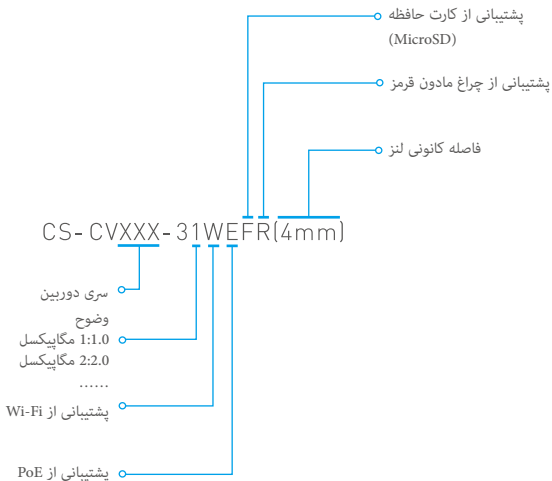 پشتیبانی از کارت حافظه
(MicroSD)
پشتیبانی از چراغ مادون قرمز
فاصله کانونی لنز
CS-CVXXX-31WEFR(4mm)
سری دوربین
وضوح
1:1.0 مگاپیکسل
2:2.0 مگاپیکسل
......
پشتیبانی از Wi-Fi
پشتیبانی از PoE